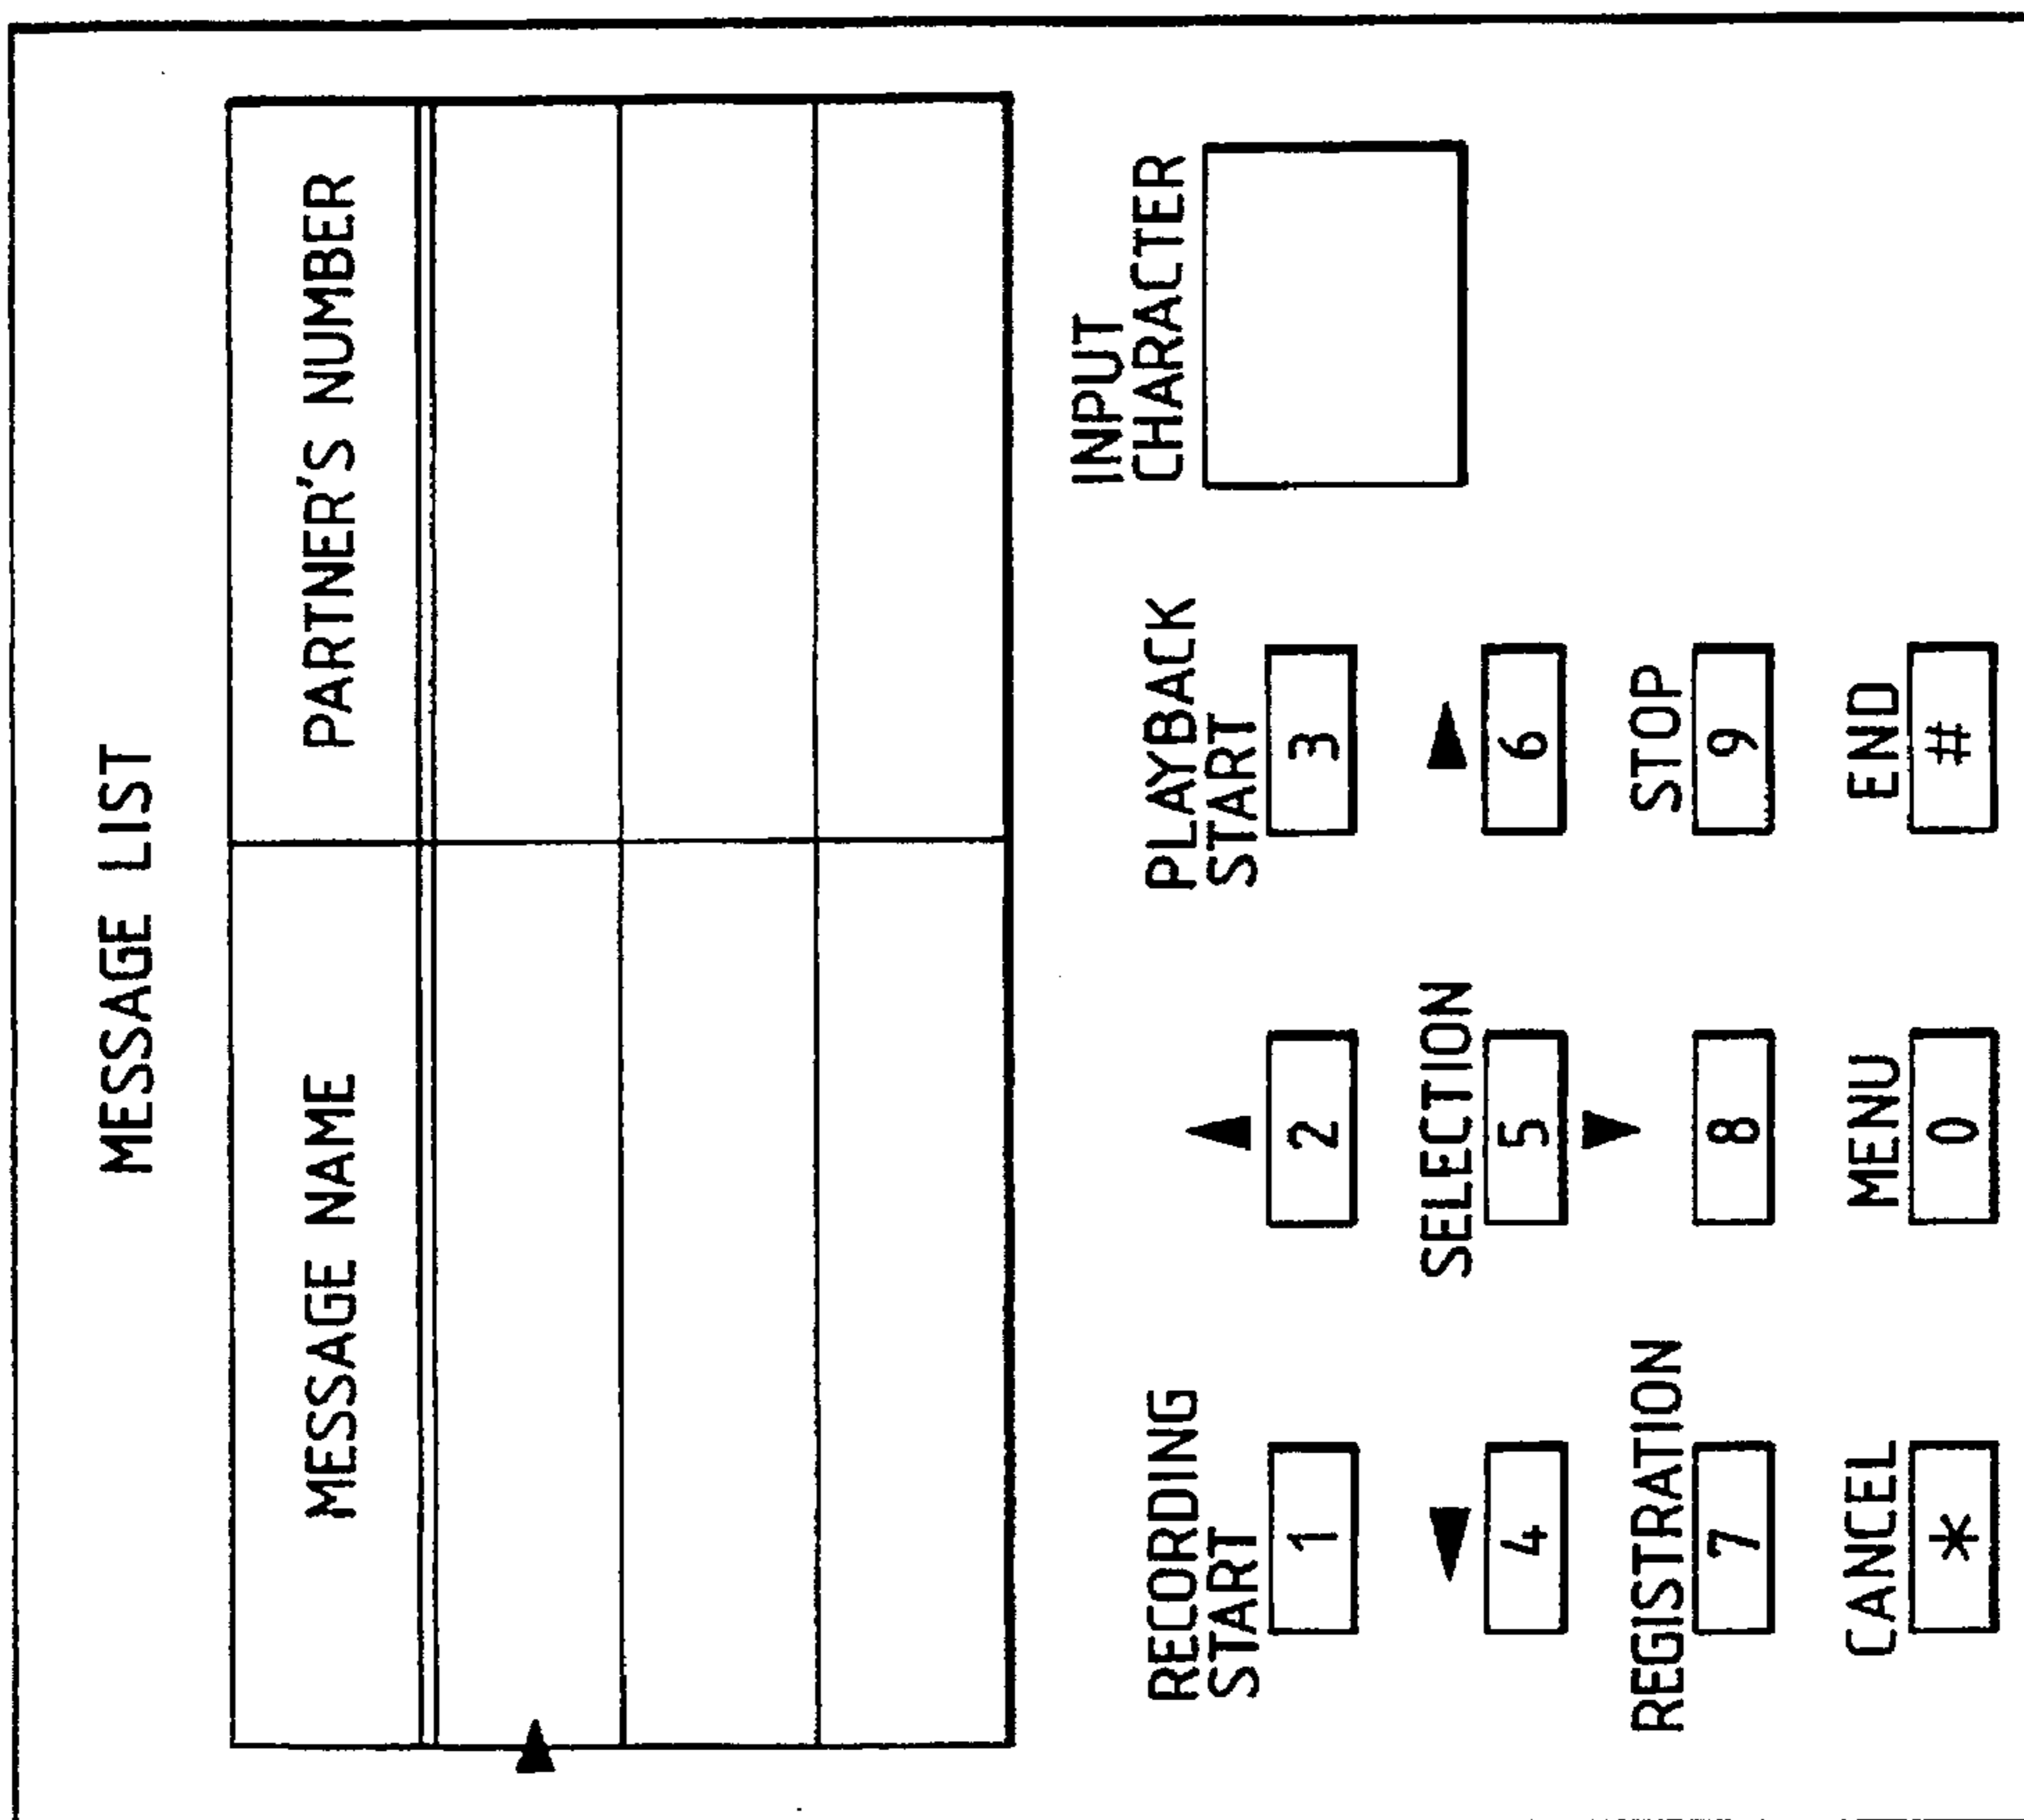 MESSAGE LIST
MESSAGE NAME
PARTNER'S NUMBER
RECORDING
START
PLAYBACK
START
INPUT
CHARACTER
1
2
3
SELECTION
4
5
6
REGISTRATION
STOP
7
8
9
CANCEL
MENU
END
*
0
#